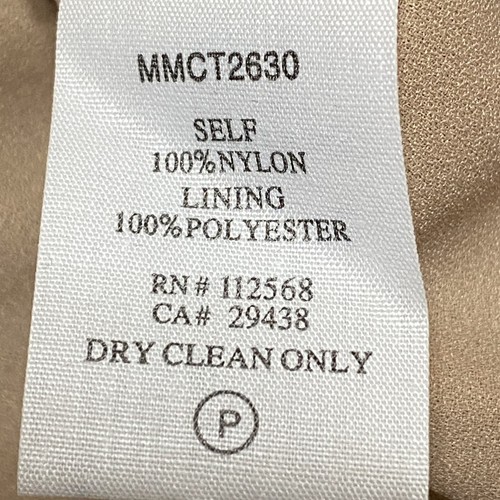 MMCT2630
SELF
100%NYLON
LINING
100%POLYESTER
RN# 112568
CA# 29438
DRY CLEAN ONLY
P